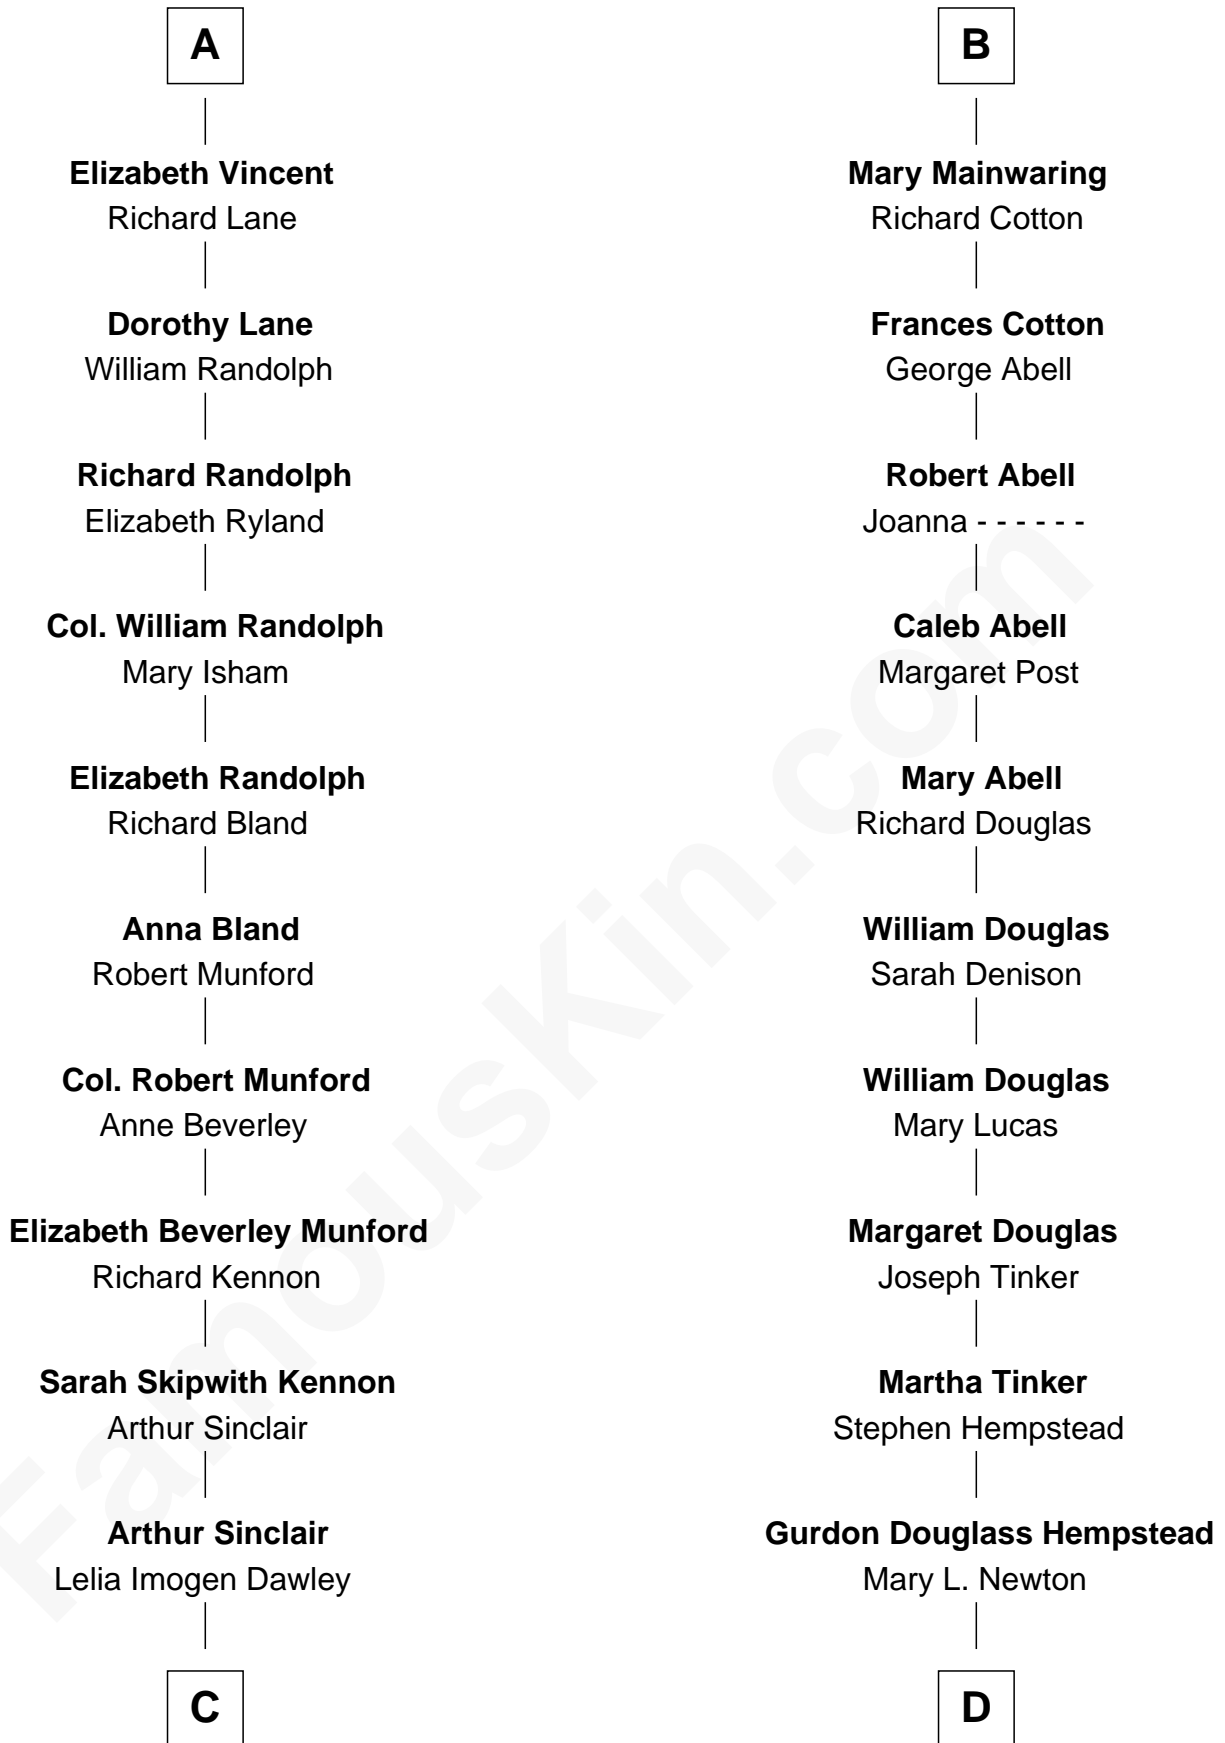 A
Elizabeth Vincent
Richard Lane
Dorothy Lane
William Randolph
Richard Randolph
Elizabeth Ryland
Col. William Randolph
Mary Isham
Elizabeth Randolph
Richard Bland
Anna Bland
Robert Munford
Col. Robert Munford
Anne Beverley
Elizabeth Beverley Munford
Richard Kennon
Sarah Skipwith Kennon
Arthur Sinclair
Arthur Sinclair
Lelia Imogen Dawley
C
B
Mary Mainwaring
Richard Cotton
Frances Cotton
George Abell
Robert Abell
Joanna - - - - - -
Caleb Abell
Margaret Post
Mary Abell
Richard Douglas
William Douglas
Sarah Denison
William Douglas
Mary Lucas
Margaret Douglas
Joseph Tinker
Martha Tinker
Stephen Hempstead
Gurdon Douglass Hempstead
Mary L. Newton
D
FamousKin.com